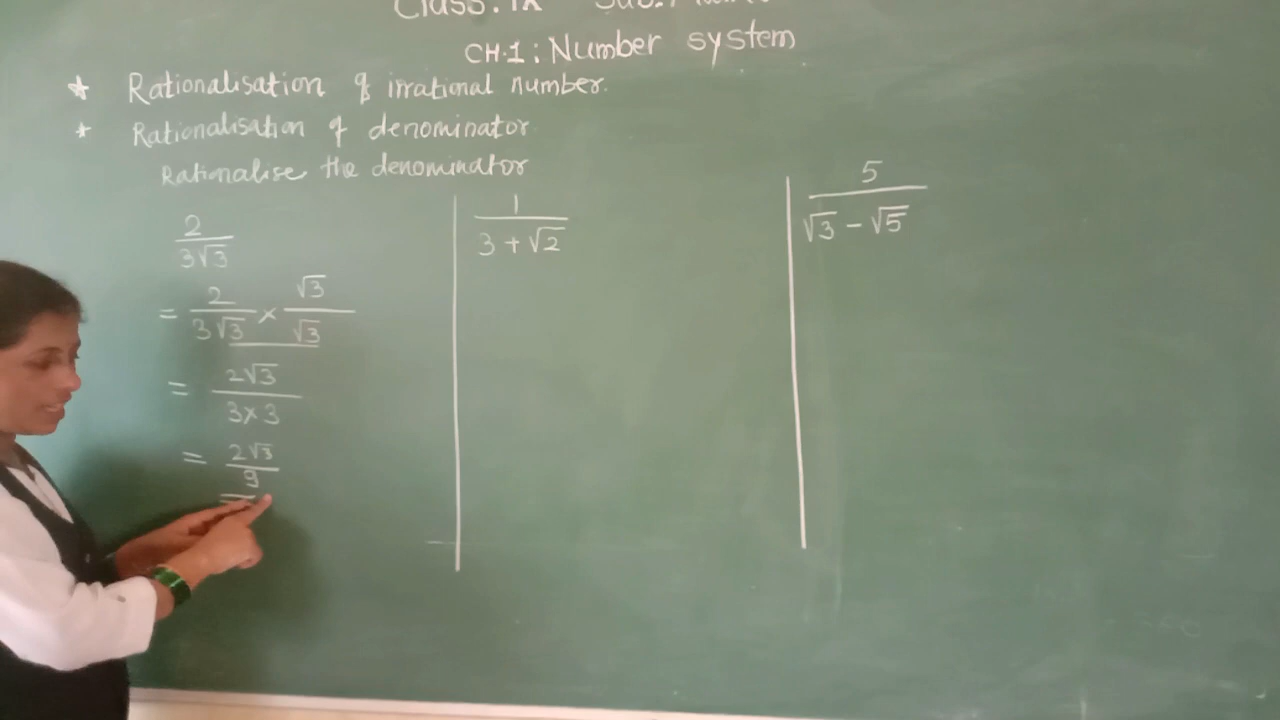 Class: IX
CH.1: Number system
* Rationalisation of irrational number.
* Rationalisation of denominator
Rationalise the denominator
2
3√3
= 2/3√3 × √3/√3
= 2√3/3×3
= 2√3/9
1
3 + √2
5
√3 - √5